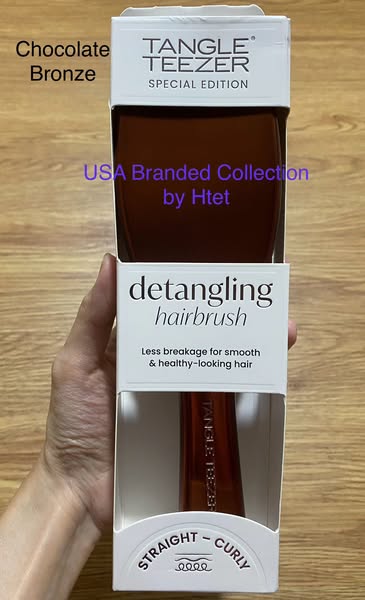 Chocolate
Bronze
TANGLE®
TEEZER
SPECIAL EDITION
USA Branded Collection
by Htet
detangling
hairbrush
Less breakage for smooth
& healthy-looking hair
TANGLE TEEZER
STRAIGHT – CURLY